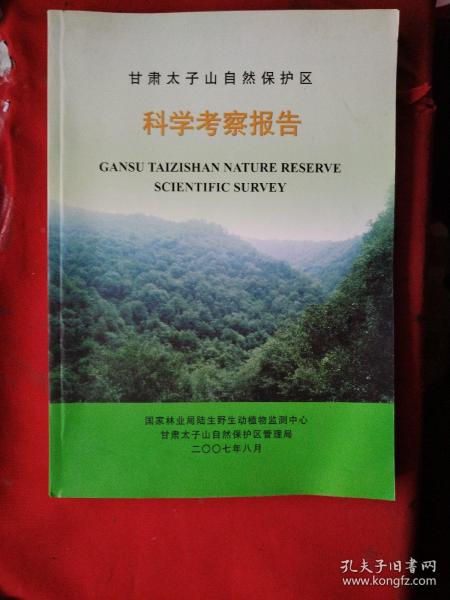 甘肃太子山自然保护区
科学考察报告
GANSU TAIZISHAN NATURE RESERVE
SCIENTIFIC SURVEY
国家林业局陆生野生动植物监测中心
甘肃太子山自然保护区管理局
二〇〇七年八月
孔夫子旧书网
www.kongfz.com